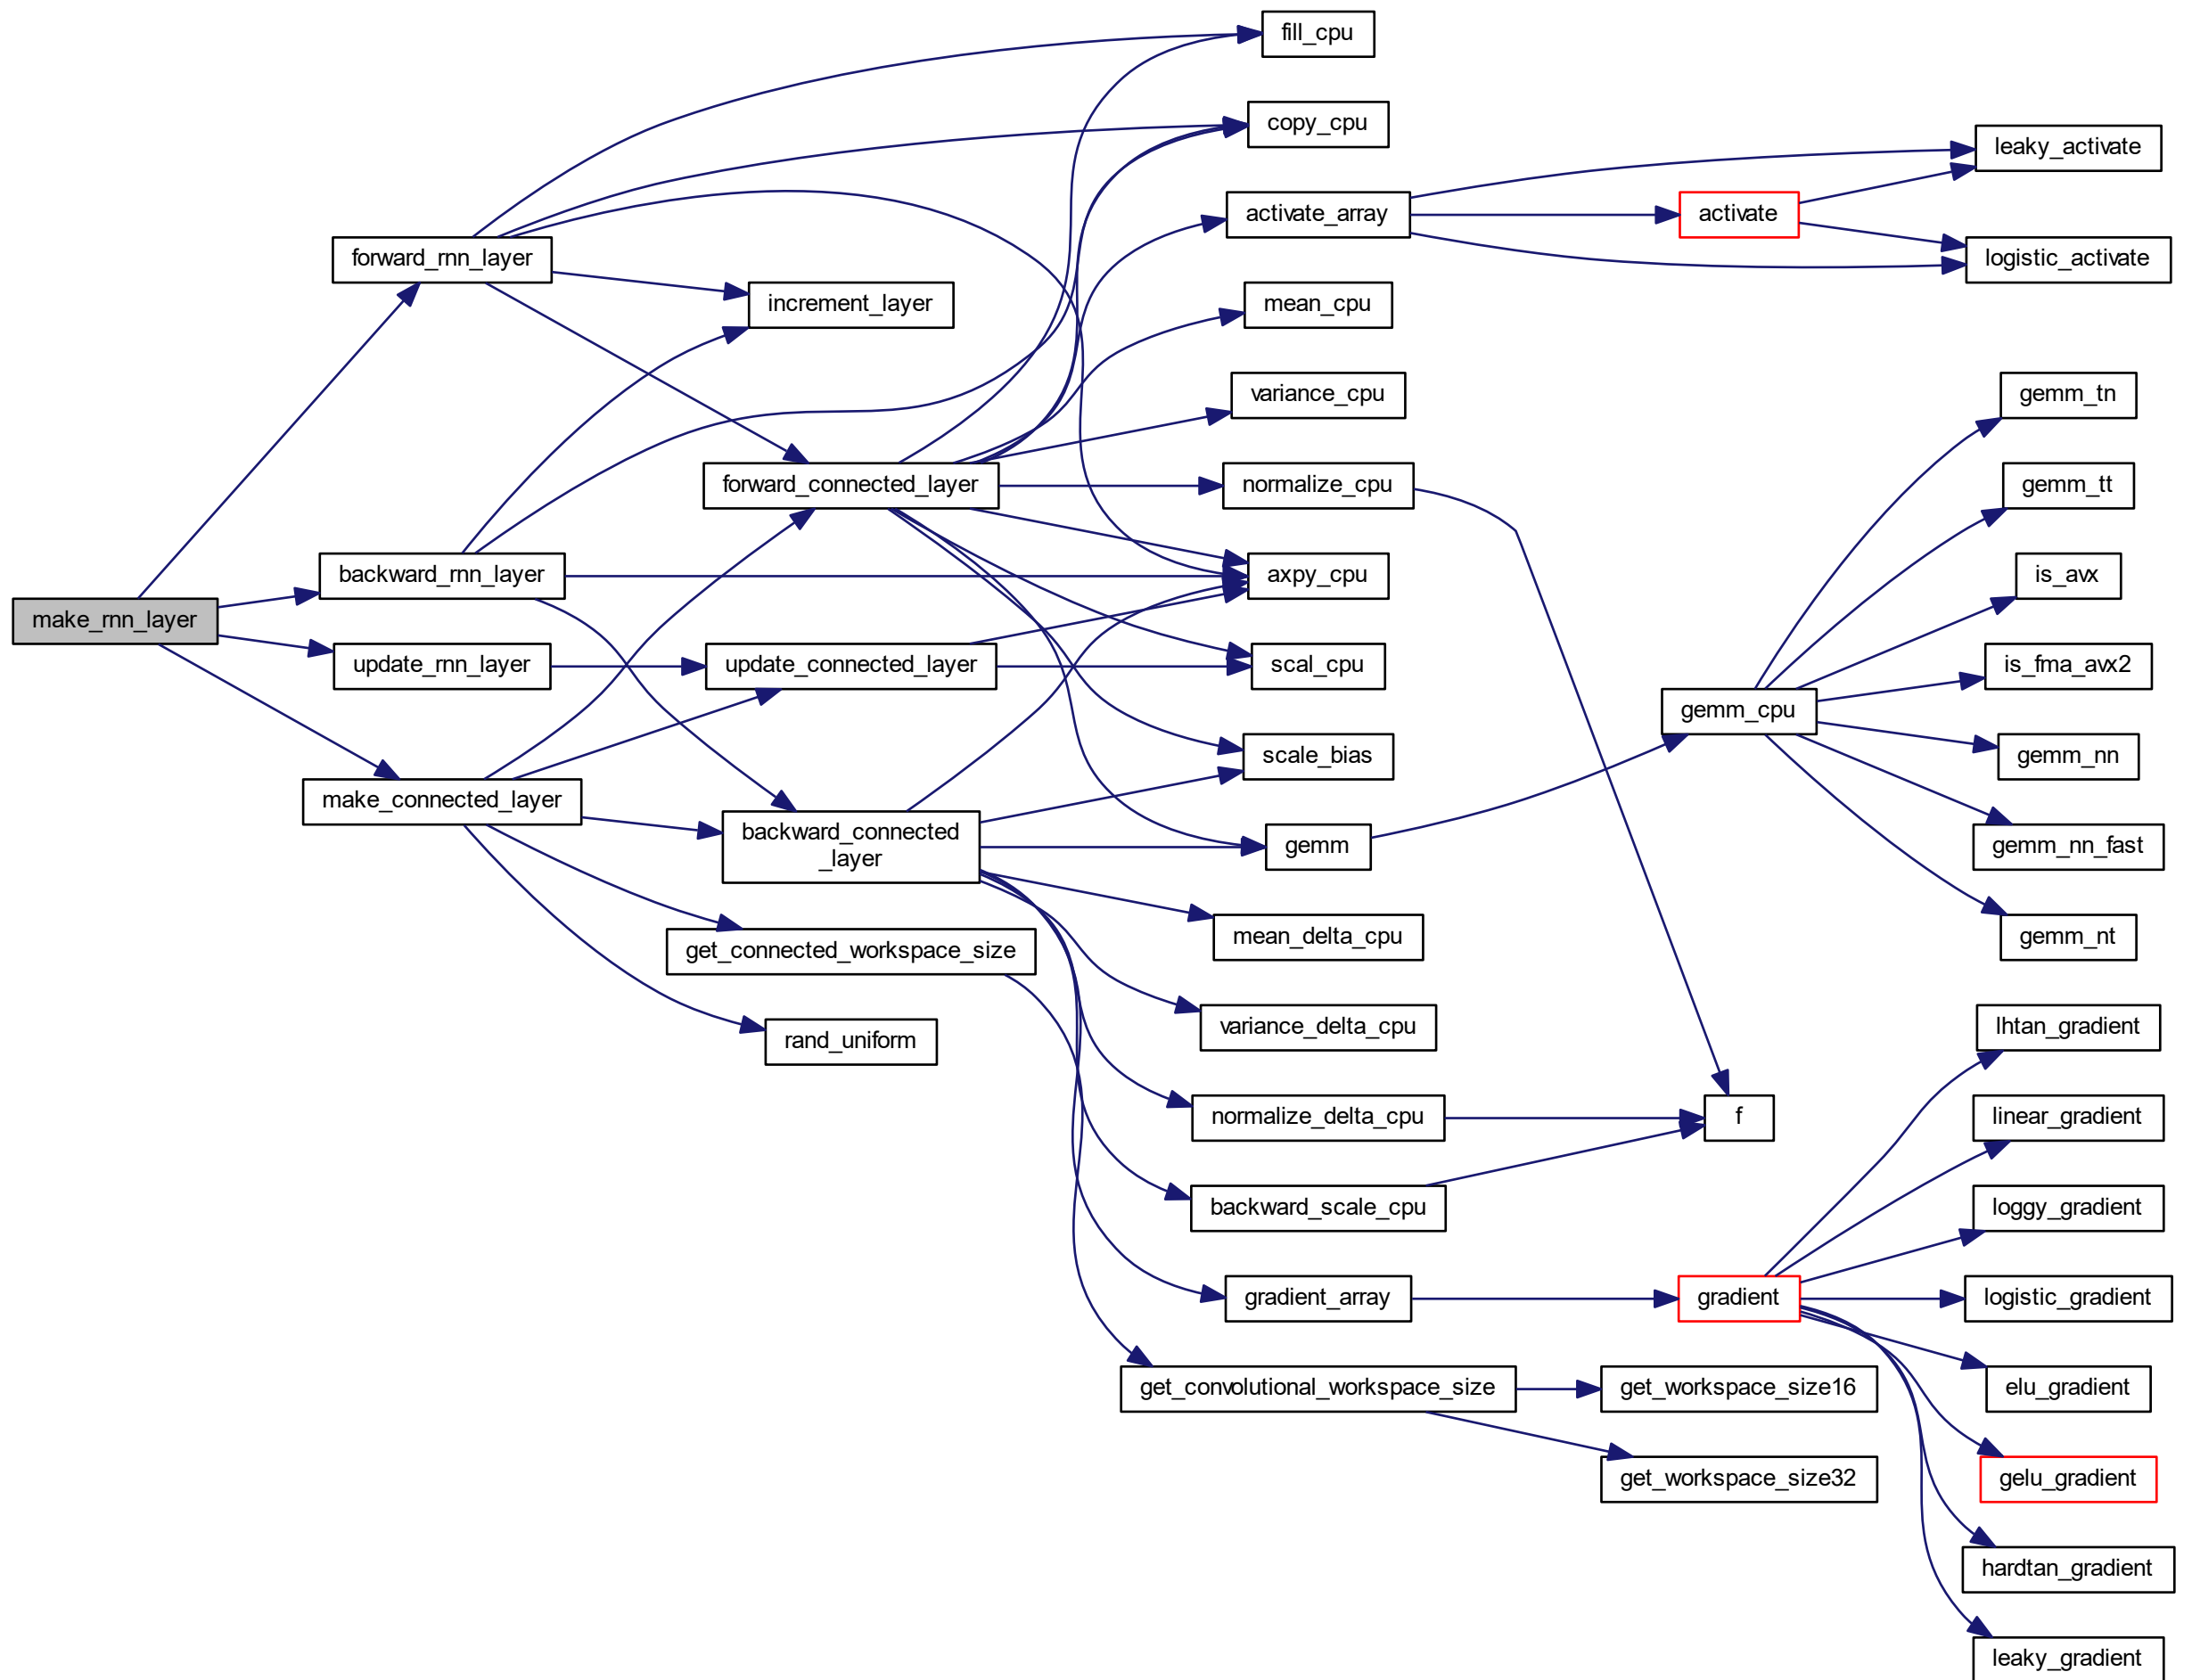 fill_cpu
copy_cpu
leaky_activate
activate_array
activate
forward_rnn_layer
logistic_activate
increment_layer
mean_cpu
variance_cpu
gemm_tn
forward_connected_layer
normalize_cpu
gemm_tt
backward_rnn_layer
axpy_cpu
is_avx
make_rnn_layer
update_rnn_layer
update_connected_layer
scal_cpu
is_fma_avx2
gemm_cpu
scale_bias
gemm_nn
make_connected_layer
backward_connected
_layer
gemm
gemm_nn_fast
mean_delta_cpu
gemm_nt
get_connected_workspace_size
variance_delta_cpu
lhtan_gradient
rand_uniform
normalize_delta_cpu
f
linear_gradient
backward_scale_cpu
loggy_gradient
gradient_array
gradient
logistic_gradient
get_convolutional_workspace_size
get_workspace_size16
elu_gradient
get_workspace_size32
gelu_gradient
hardtan_gradient
leaky_gradient